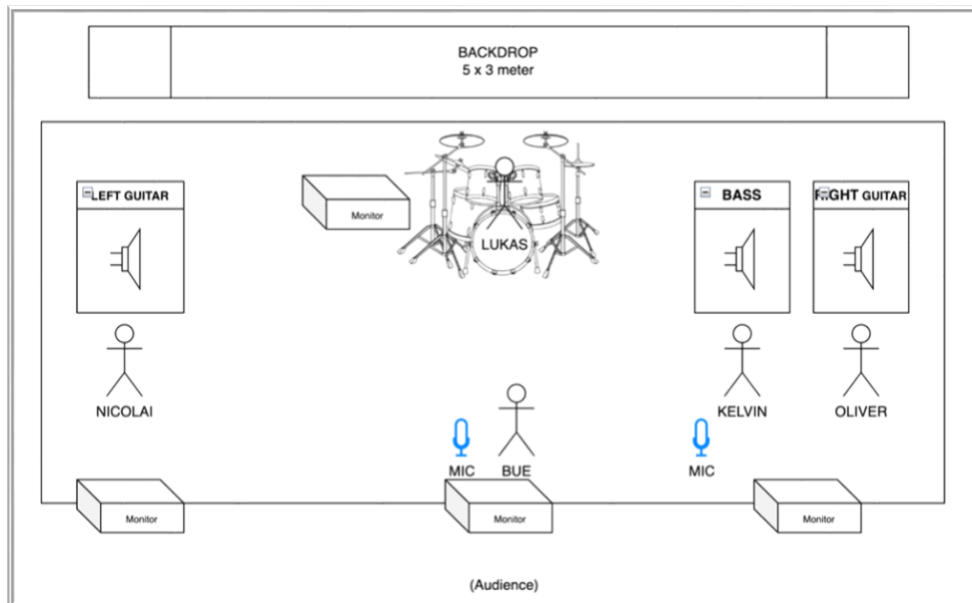 BACKDROP
5 x 3 meter
LEFT GUITAR
Monitor
LUKAS
BASS
RIGHT GUITAR
NICOLAI
KELVIN
OLIVER
MIC
BUE
MIC
Monitor
Monitor
Monitor
(Audience)